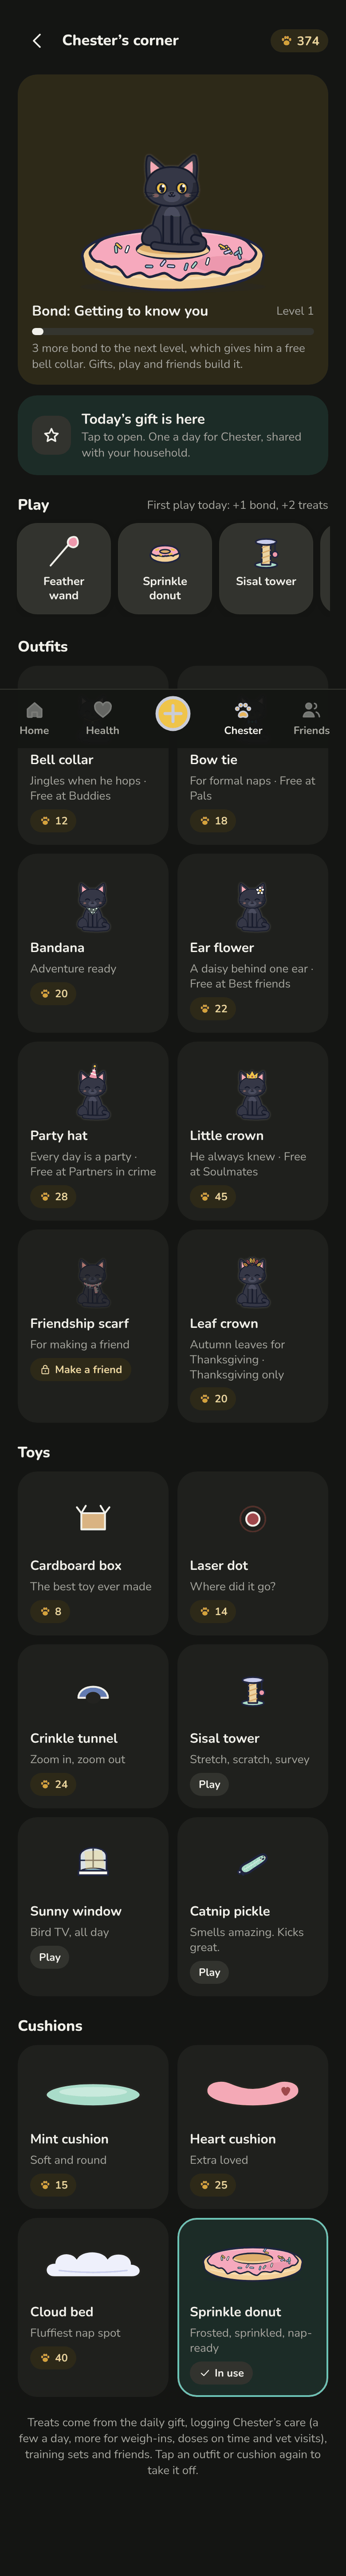 Chester's corner
374
Bond: Getting to know you
Level 1
3 more bond to the next level, which gives him a free
bell collar. Gifts, play and friends build it.
Today's gift is here
Tap to open. One a day for Chester, shared
with your household.
Play
First play today: +1 bond, +2 treats
Feather
wand
Sprinkle
donut
Sisal tower
Outfits
Home
Health
Chester
Friends
Bell collar
Jingles when he hops ·
Free at Buddies
12
Bow tie
For formal naps · Free at
Pals
18
Bandana
Adventure ready
20
Ear flower
A daisy behind one ear ·
Free at Best friends
22
Party hat
Every day is a party ·
Free at Partners in crime
28
Little crown
He always knew · Free
at Soulmates
45
Friendship scarf
For making a friend
Make a friend
Leaf crown
Autumn leaves for
Thanksgiving ·
Thanksgiving only
20
Toys
Cardboard box
The best toy ever made
8
Laser dot
Where did it go?
14
Crinkle tunnel
Zoom in, zoom out
24
Sisal tower
Stretch, scratch, survey
Play
Sunny window
Bird TV, all day
Play
Catnip pickle
Smells amazing. Kicks
great.
Play
Cushions
Mint cushion
Soft and round
15
Heart cushion
Extra loved
25
Cloud bed
Fluffiest nap spot
40
Sprinkle donut
Frosted, sprinkled, nap-
ready
In use
Treats come from the daily gift, logging Chester's care (a
few a day, more for weigh-ins, doses on time and vet visits),
training sets and friends. Tap an outfit or cushion again to
take it off.